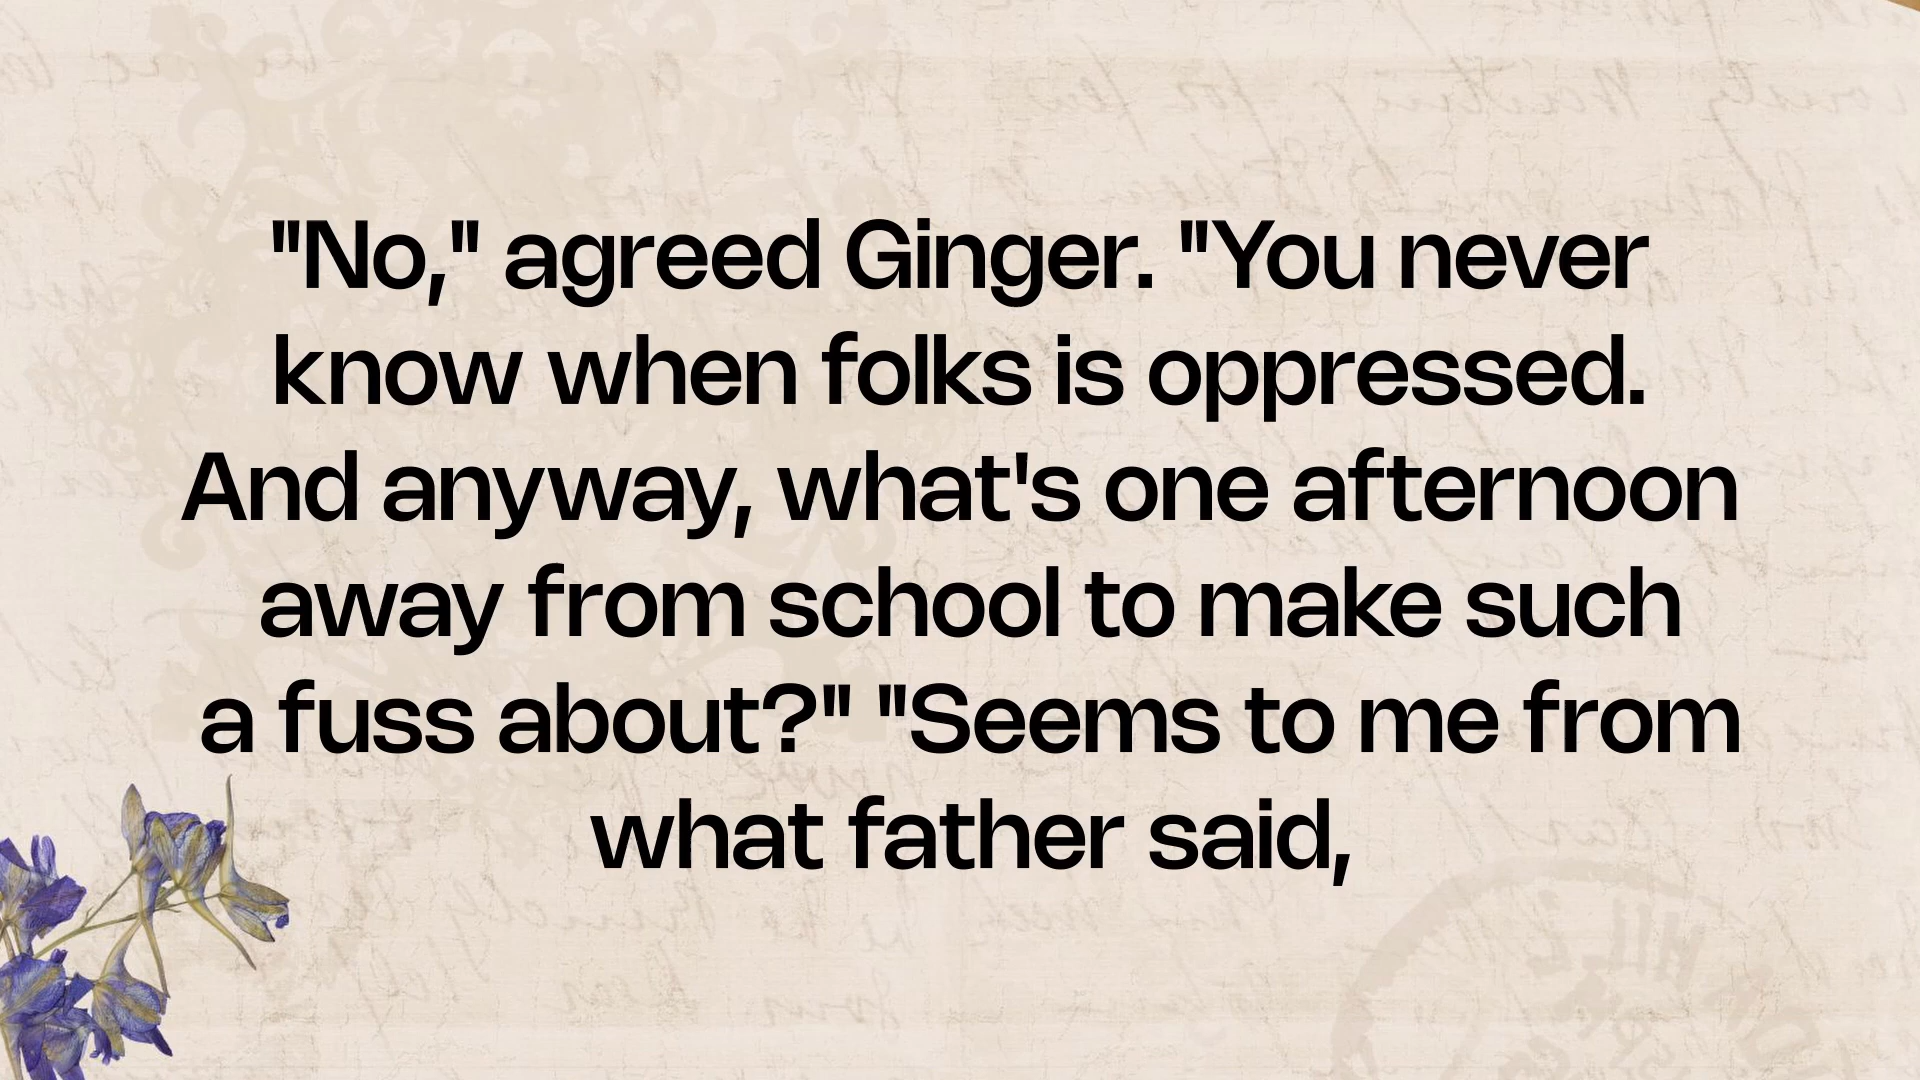 "No," agreed Ginger. "You never
know when folks is oppressed.
And anyway, what's one afternoon
away from school to make such
a fuss about?" "Seems to me from
what father said,